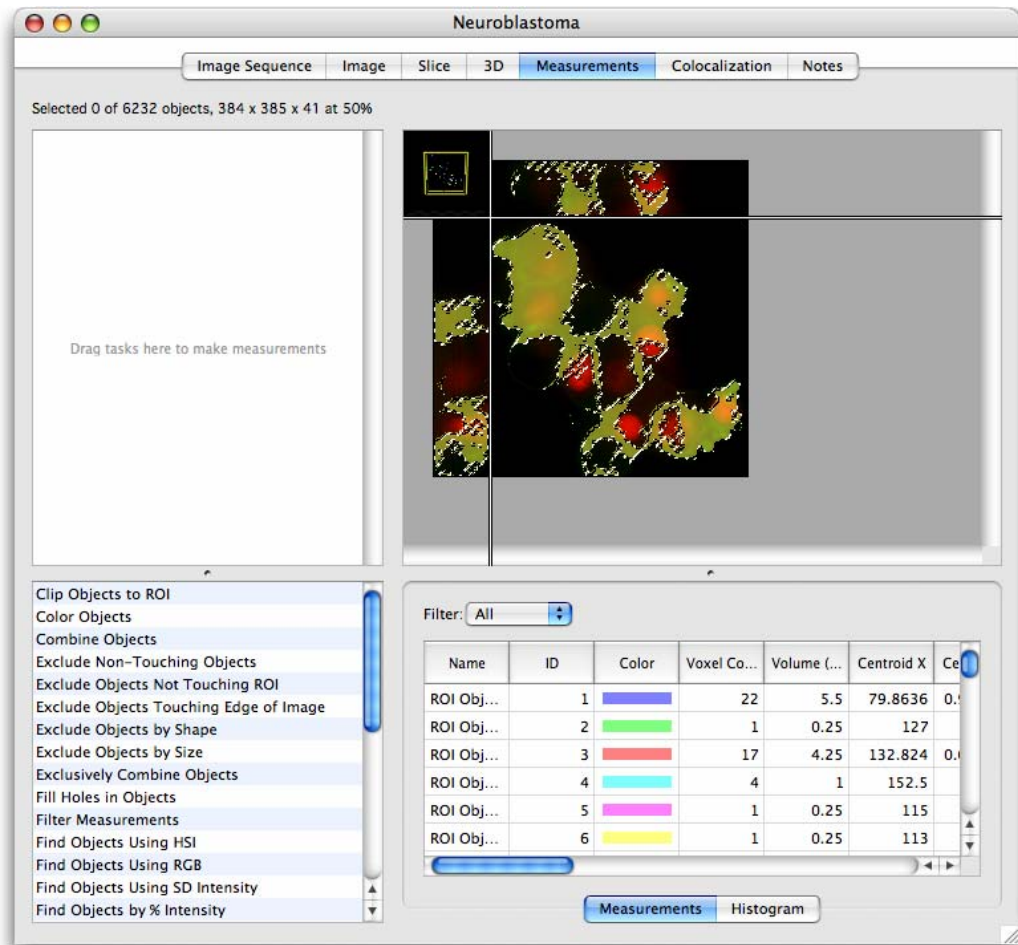 Neuroblastoma
Image Sequence Image Slice 3D Measurements Colocalization Notes
Selected 0 of 6232 objects, 384 x 385 x 41 at 50%
Drag tasks here to make measurements
Clip Objects to ROI
Color Objects
Combine Objects
Exclude Non-Touching Objects
Exclude Objects Not Touching ROI
Exclude Objects Touching Edge of Image
Exclude Objects by Shape
Exclude Objects by Size
Exclusively Combine Objects
Fill Holes in Objects
Filter Measurements
Find Objects Using HSI
Find Objects Using RGB
Find Objects Using SD Intensity
Find Objects by % Intensity
Filter: All
Name ID Color Voxel Co... Volume (... Centroid X Ce
ROI Obj... 1 22 5.5 79.8636
ROI Obj... 2 1 0.25 127
ROI Obj... 3 17 4.25 132.824
ROI Obj... 4 4 1 152.5
ROI Obj... 5 1 0.25 115
ROI Obj... 6 1 0.25 113
Measurements Histogram